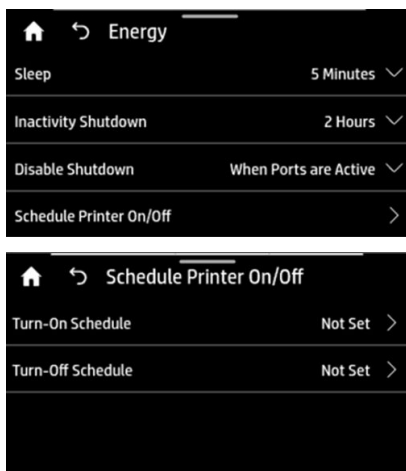 Energy
Sleep 5 Minutes
Inactivity Shutdown 2 Hours
Disable Shutdown When Ports are Active
Schedule Printer On/Off
Schedule Printer On/Off
Turn-On Schedule Not Set
Turn-Off Schedule Not Set